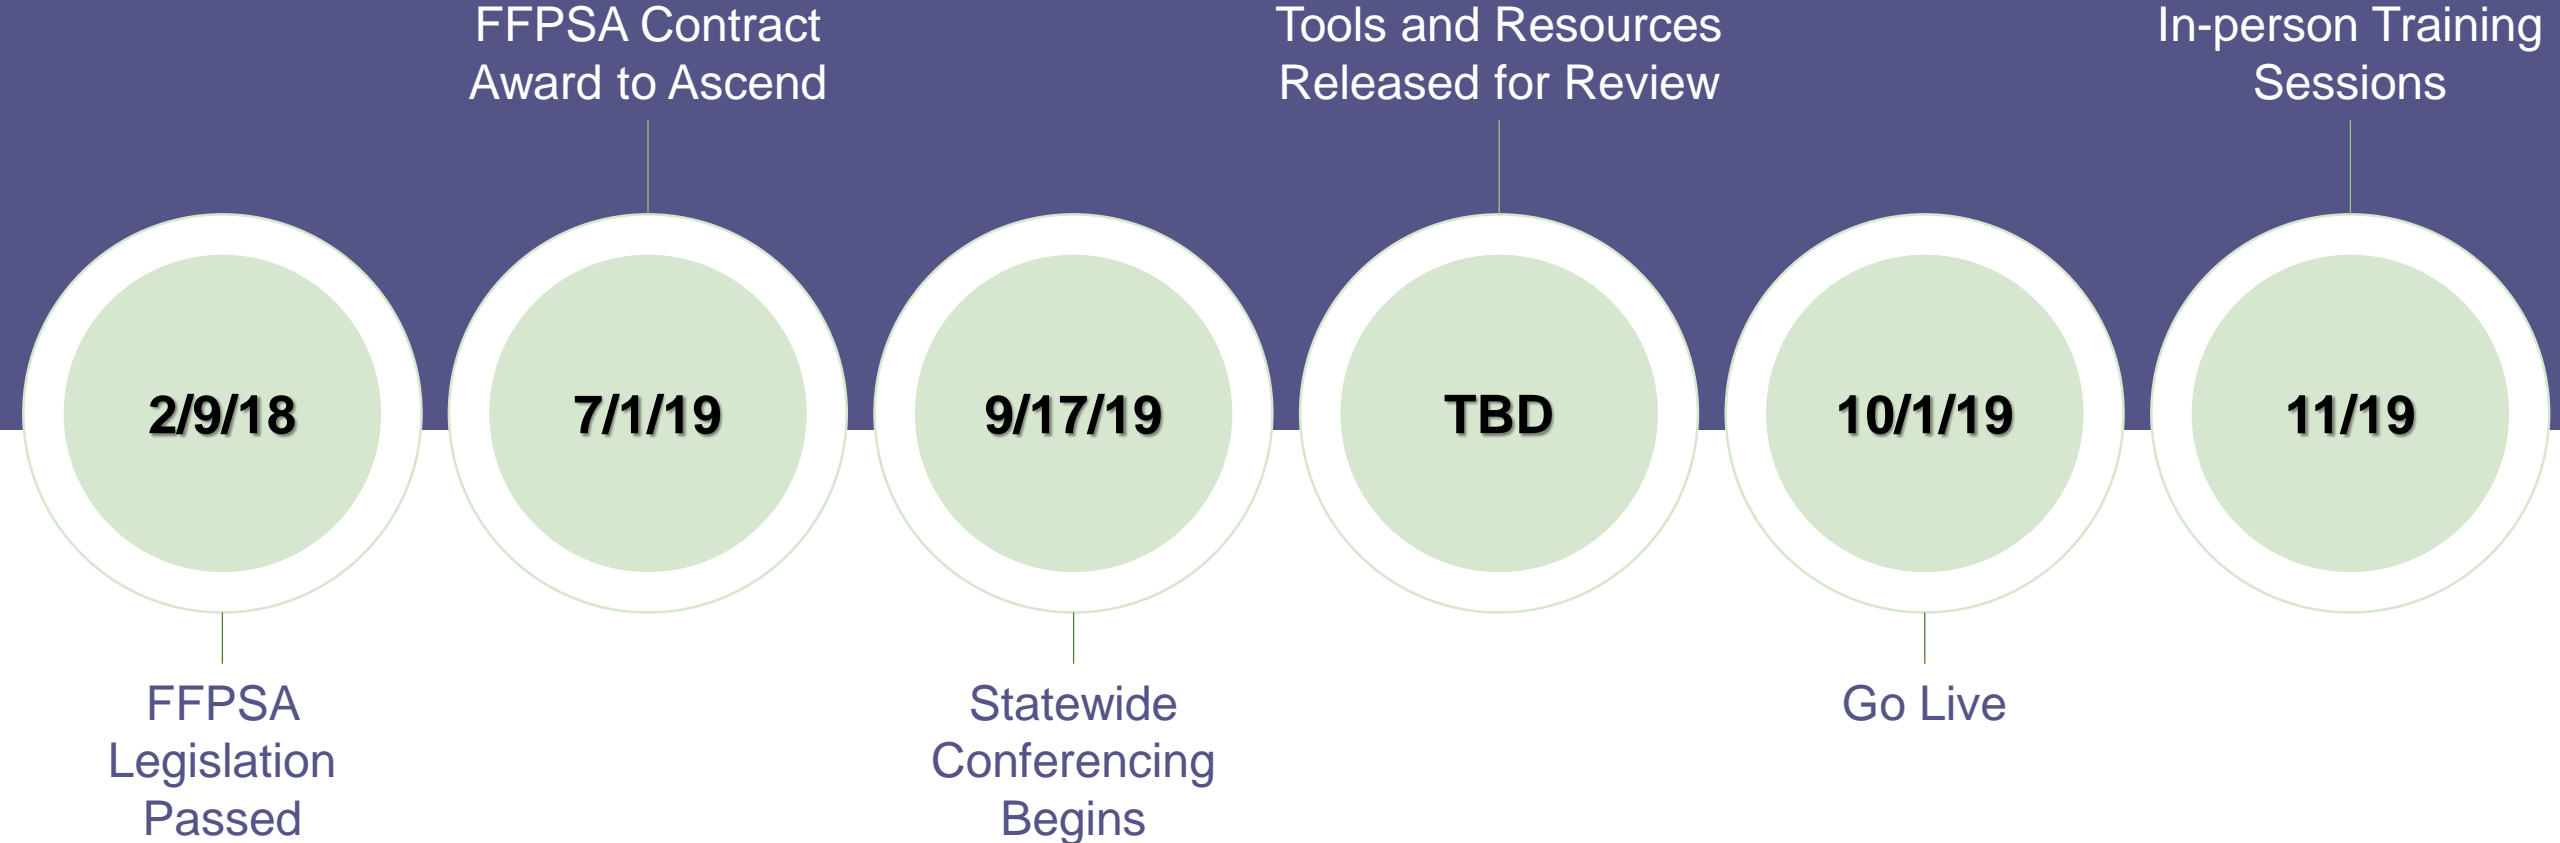 FFPSA Contract
Award to Ascend
Tools and Resources
Released for Review
In-person Training
Sessions
2/9/18
7/1/19
9/17/19
TBD
10/1/19
11/19
FFPSA
Legislation
Passed
Statewide
Conferencing
Begins
Go Live